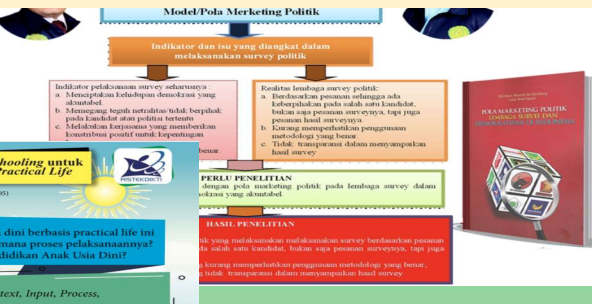 Model/Pola Merketing Politik
Indikator dan isu yang diangkat dalam
melaksanakan survey politik
Indikator pelaksanaan survey seharusnya
a Menciptakan kehidupan demokrasi yang
akuntabel
b. Memegang teguh netralitas/tidak berpihak
pada kandidat atau politisi tertentu
c. Melakukan kerjasama yang memberikan
konstribusi positif untuk kepentingan
benar.
Realitas lembaga survey politik:
a. Berdasarkan pesanan sehingga ada
keberpihakan pada salah satu kandidat,
bukan saja pesanan surveynya, tapi juga
pesanan hasil surveynya.
b. Kurang memperhatikan penggunaan
metodologi yang benar.
c. Tidak transparansi dalam menyampaikan
hasil survey
PERLU PENELITIAN
dengan pola marketing politik pada lembaga survey dalam
demokrasi yang akuntabel.
HASIL PENELITIAN
yang melaksanakan melaksanakan survey berdasarkan pesanan
salah satu kandidat, bukan saja pesanan surveynya, tapi juga
kurang memperhatikan penggunaan metodologi yang benar,
tidak transparansi dalam menyampaikan hasil survey
POLA MARKETING POLITIK
LEMBAGA SURVEI DAN
DI INDONESIA
hooling untuk
Practical Life
05)
RISTEKDIKTI
dini berbasis practical life ini
mana proses pelaksanaannya?
didikan Anak Usia Dini?
text, Input, Process,